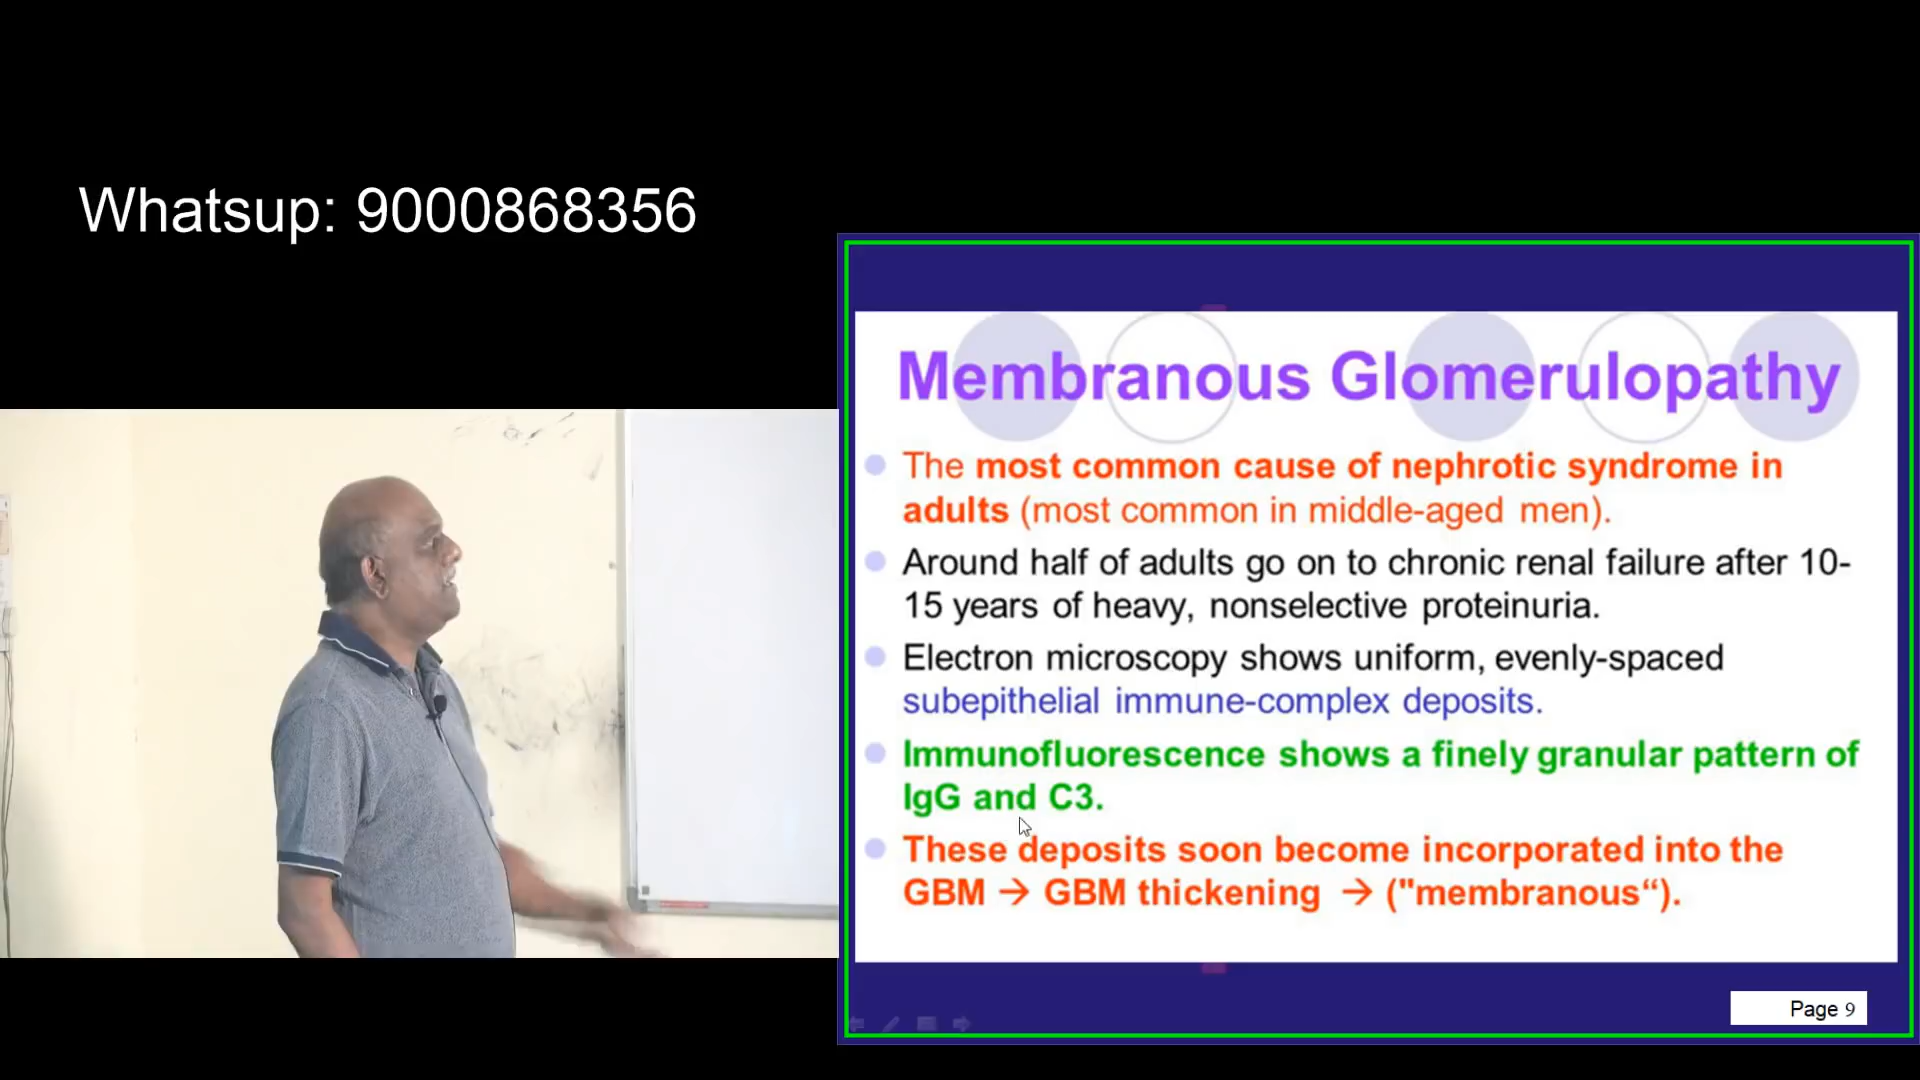 Whatsup: 9000868356
Membranous Glomerulopathy
The most common cause of nephrotic syndrome in
adults (most common in middle-aged men).
Around half of adults go on to chronic renal failure after 10-
15 years of heavy, nonselective proteinuria.
Electron microscopy shows uniform, evenly-spaced
subepithelial immune-complex deposits.
Immunofluorescence shows a finely granular pattern of
IgG and C3.
These deposits soon become incorporated into the
GBM → GBM thickening → ("membranous“).
Page 9